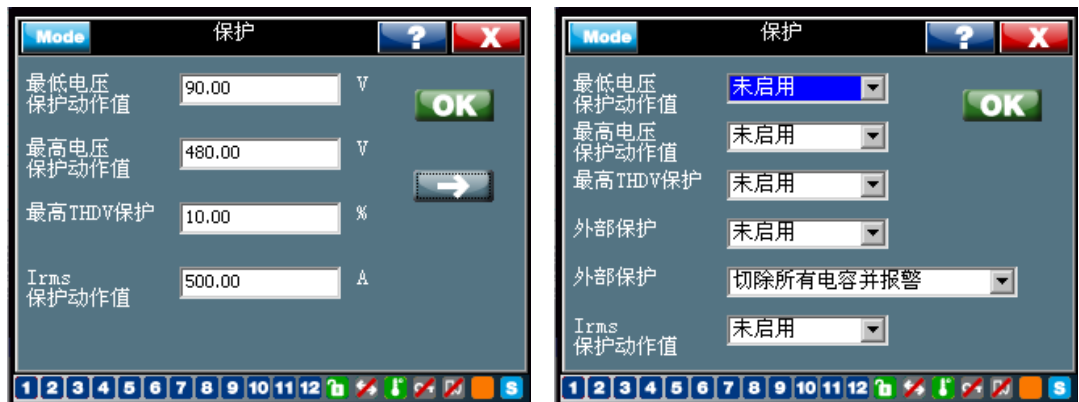 Mode 保护 ? X
最低电压
保护动作值 90.00 V
OK
最高电压
保护动作值 480.00 V
最高THDV保护 10.00 %
Irms
保护动作值 500.00 A
1 2 3 4 5 6 7 8 9 10 11 12 S
Mode 保护 ? X
最低电压
保护动作值 未启用
OK
最高电压
保护动作值 未启用
最高THDV保护 未启用
外部保护 未启用
外部保护 切除所有电容并报警
Irms
保护动作值 未启用
1 2 3 4 5 6 7 8 9 10 11 12 S